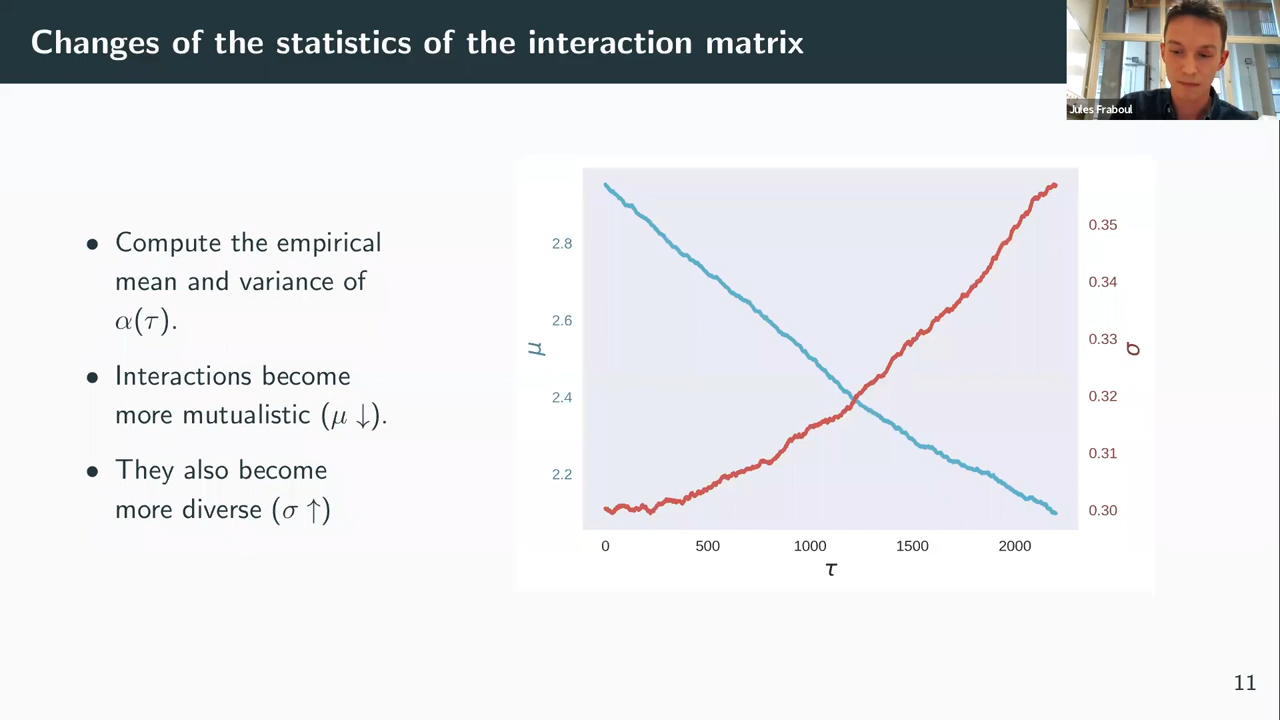 Changes of the statistics of the interaction matrix
Jules Fraboul
• Compute the empirical
mean and variance of
α(τ).
• Interactions become
more mutualistic (μ ↓).
• They also become
more diverse (σ ↑)
μ
2.8
2.6
2.4
2.2
0.35
0.34
0.33
0.32
0.31
0.30
σ
0 500 1000 1500 2000
τ
11